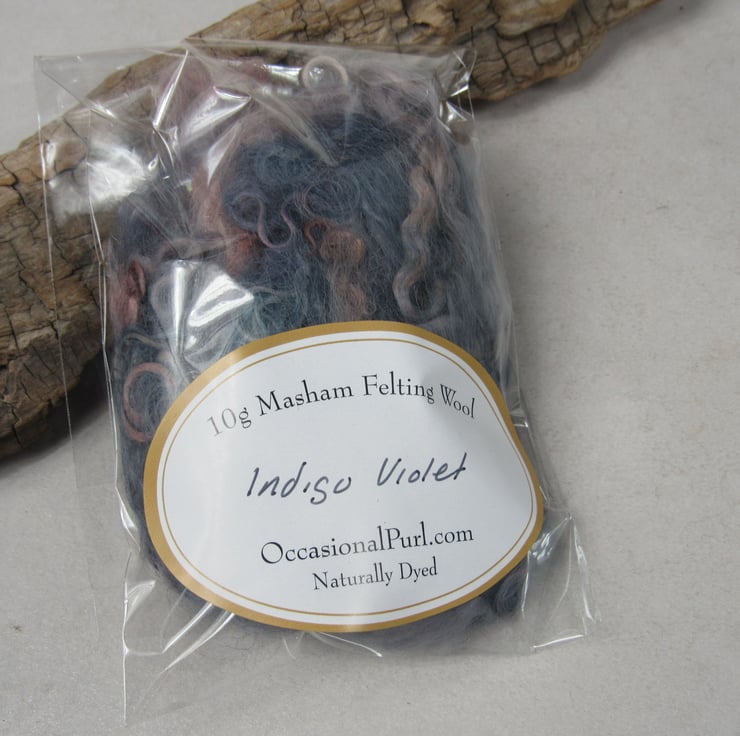 10g Masham Felting Wool
Indigo Violet
OccasionalPurl.com
Naturally Dyed